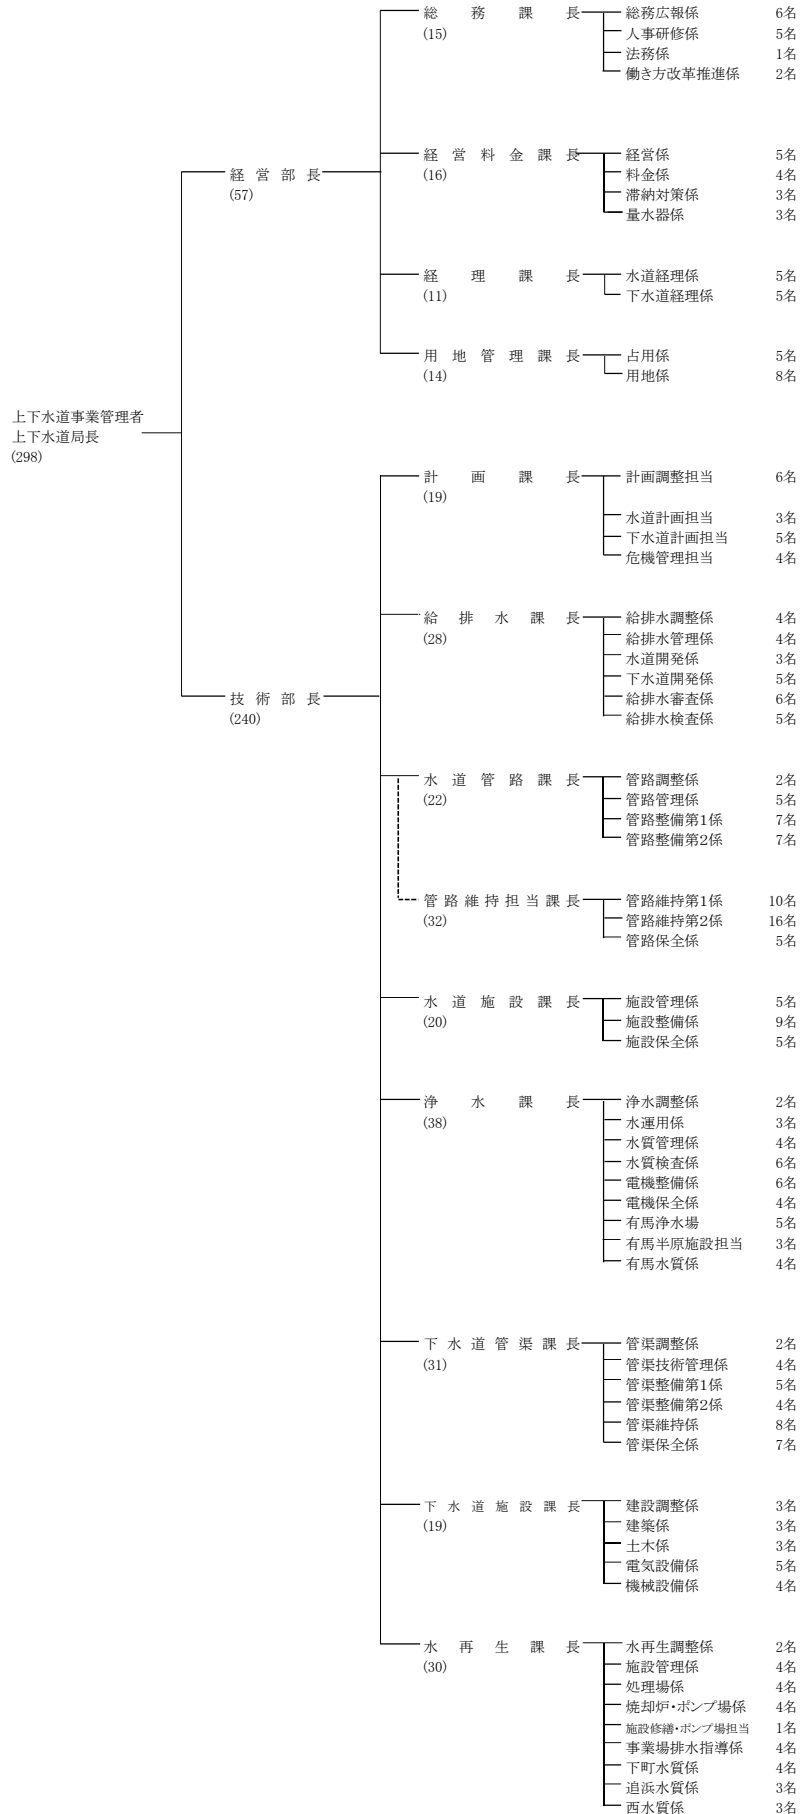 上下水道事業管理者
上下水道局長
(298)
経営部長
(57)
総務課長
(15)
総務広報係 6名
人事研修係 5名
法務係 1名
働き方改革推進係 2名
経営料金課長
(16)
経営係 5名
料金係 4名
滞納対策係 3名
量水器係 3名
経理課長
(11)
水道経理係 5名
下水道経理係 5名
用地管理課長
(14)
占用係 5名
用地係 8名
技術部長
(240)
計画課長
(19)
計画調整担当 6名
水道計画担当 3名
下水道計画担当 5名
危機管理担当 4名
給排水課長
(28)
給排水調整係 4名
給排水管理係 4名
水道開発係 3名
下水道開発係 5名
給排水審査係 6名
給排水検査係 5名
水道管路課長
(22)
管路調整係 2名
管路管理係 5名
管路整備第1係 7名
管路整備第2係 7名
管路維持担当課長
(32)
管路維持第1係 10名
管路維持第2係 16名
管路保全係 5名
水道施設課長
(20)
施設管理係 5名
施設整備係 9名
施設保全係 5名
浄水課長
(38)
浄水調整係 2名
水運用係 3名
水質管理係 4名
水質検査係 6名
電機整備係 6名
電機保全係 4名
有馬浄水場 5名
有馬半原施設担当 3名
有馬水質係 4名
下水道管渠課長
(31)
管渠調整係 2名
管渠技術管理係 4名
管渠整備第1係 5名
管渠整備第2係 4名
管渠維持係 8名
管渠保全係 7名
下水道施設課長
(19)
建設調整係 3名
建築係 3名
土木係 3名
電気設備係 5名
機械設備係 4名
水再生課長
(30)
水再生調整係 2名
施設管理係 4名
処理場係 4名
焼却炉・ポンプ場係 4名
施設修繕・ポンプ場担当 1名
事業場排水指導係 4名
下町水質係 4名
追浜水質係 3名
西水質係 3名